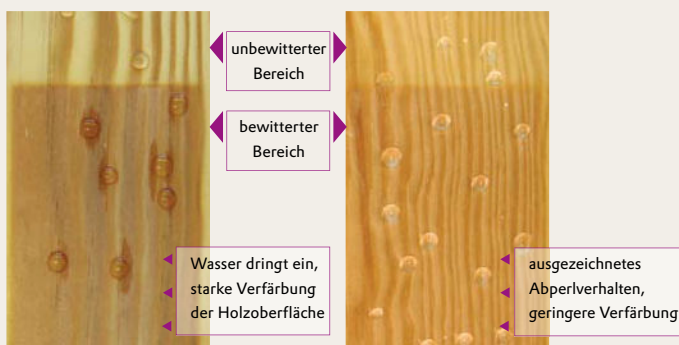 unbewitterter
Bereich
bewitterter
Bereich
Wasser dringt ein,
starke Verfärbung
der Holzoberfläche
ausgezeichnetes
Abperlverhalten,
geringere Verfärbung